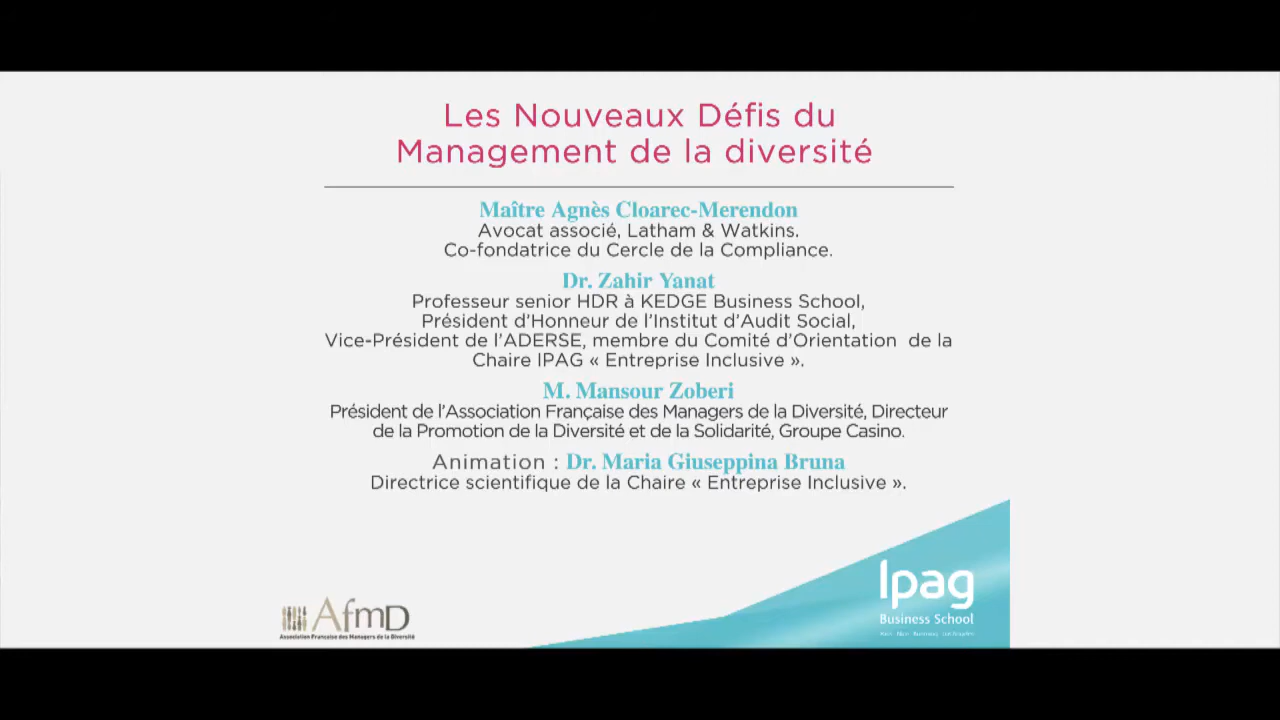 Les Nouveaux Défis du
Management de la diversité
Maître Agnès Cloarec-Merendon
Avocat associé, Latham & Watkins.
Co-fondatrice du Cercle de la Compliance.
Dr. Zahir Yanat
Professeur senior HDR à KEDGE Business School,
Président d’Honneur de l’Institut d’Audit Social,
Vice-Président de l’ADERSE, membre du Comité d’Orientation de la
Chaire IPAG « Entreprise Inclusive ».
M. Mansour Zoberi
Président de l’Association Française des Managers de la Diversité, Directeur
de la Promotion de la Diversité et de la Solidarité, Groupe Casino.
Animation : Dr. Maria Giuseppina Bruna
Directrice scientifique de la Chaire « Entreprise Inclusive ».
AfmD
Association Française des Managers de la Diversité
Ipag
Business School